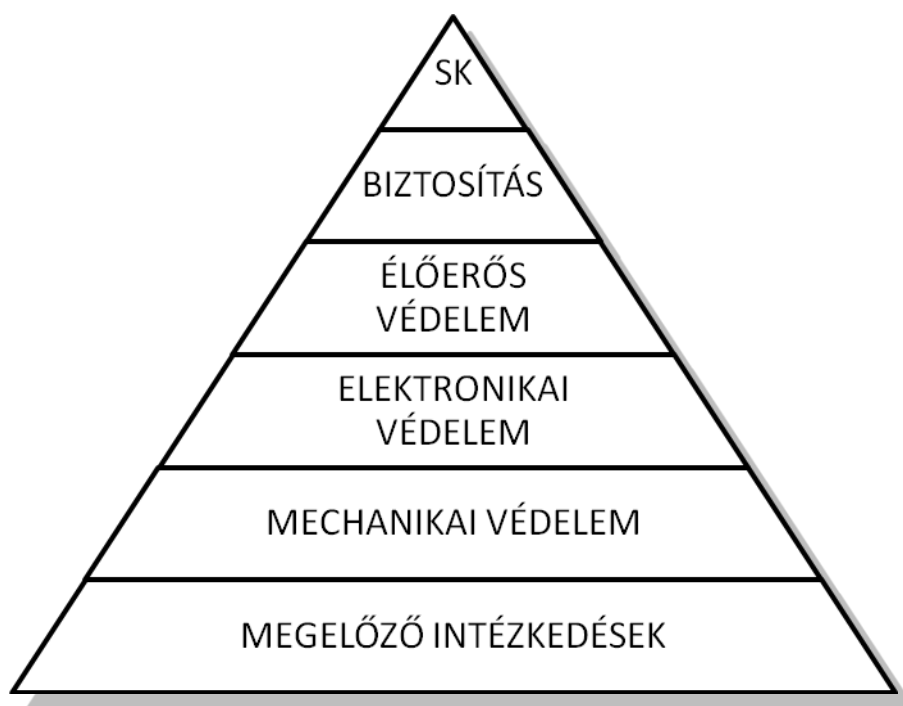 SK
BIZTOSÍTÁS
ÉLŐERŐS
VÉDELEM
ELEKTRONIKAI
VÉDELEM
MECHANIKAI VÉDELEM
MEGELŐZŐ INTÉZKEDÉSEK